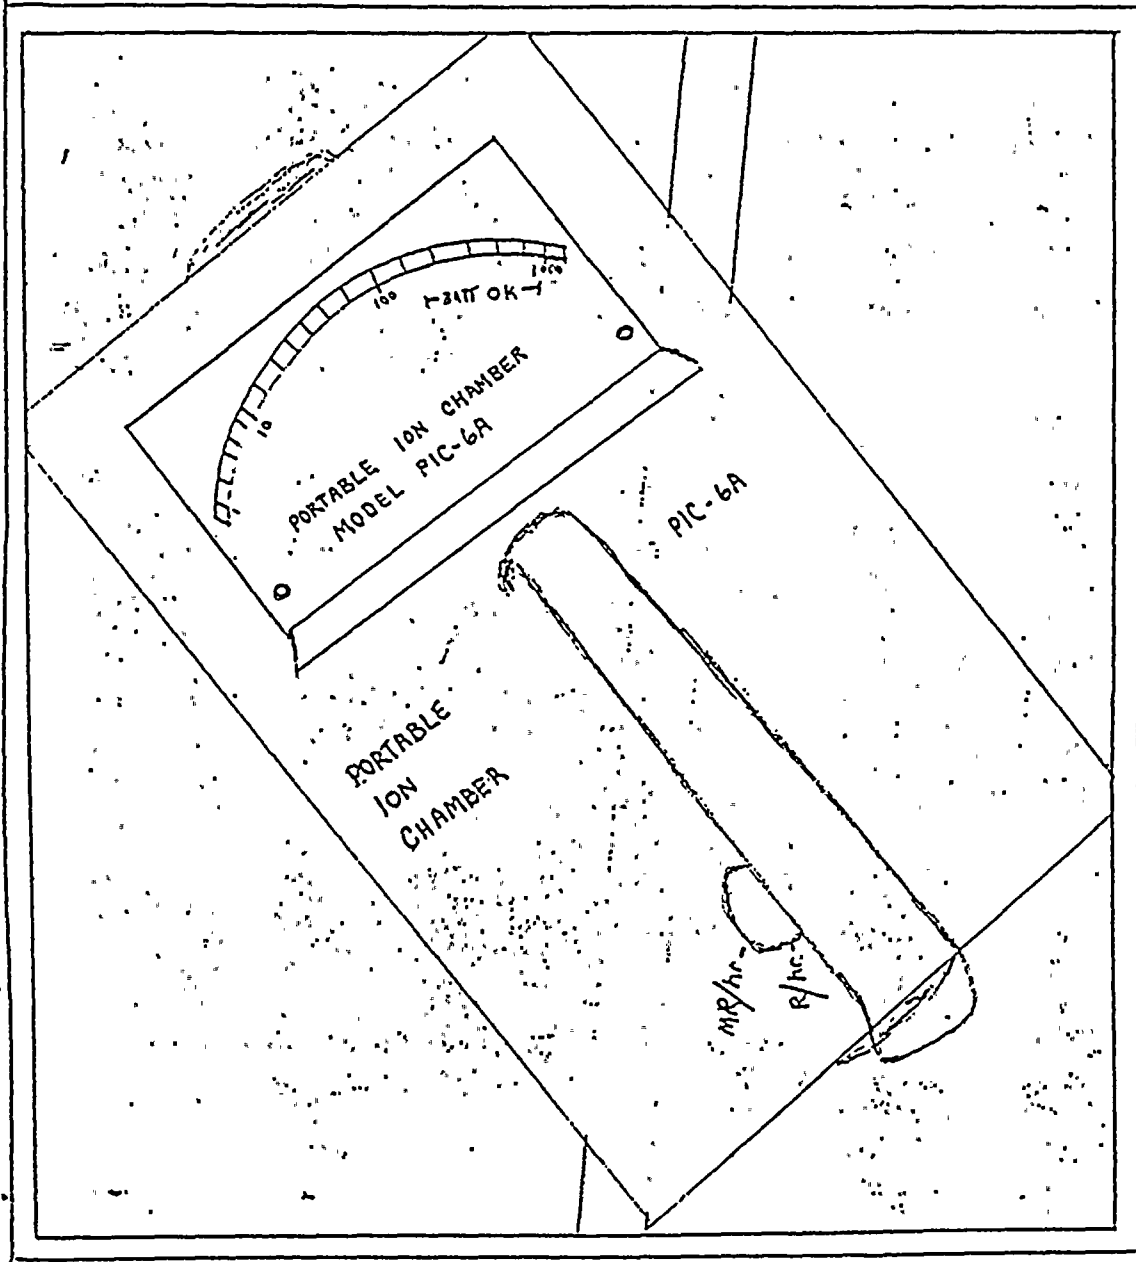 1
10
100
1000
⊢BATT OK⊣
PORTABLE ION CHAMBER
MODEL PIC-6A
PIC-6A
PORTABLE
ION
CHAMBER
MR/hr.
R/hr.